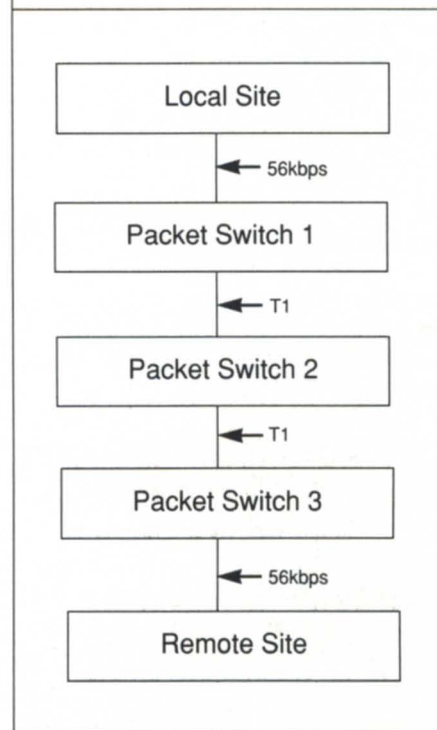 Local Site
56kbps
Packet Switch 1
T1
Packet Switch 2
T1
Packet Switch 3
56kbps
Remote Site